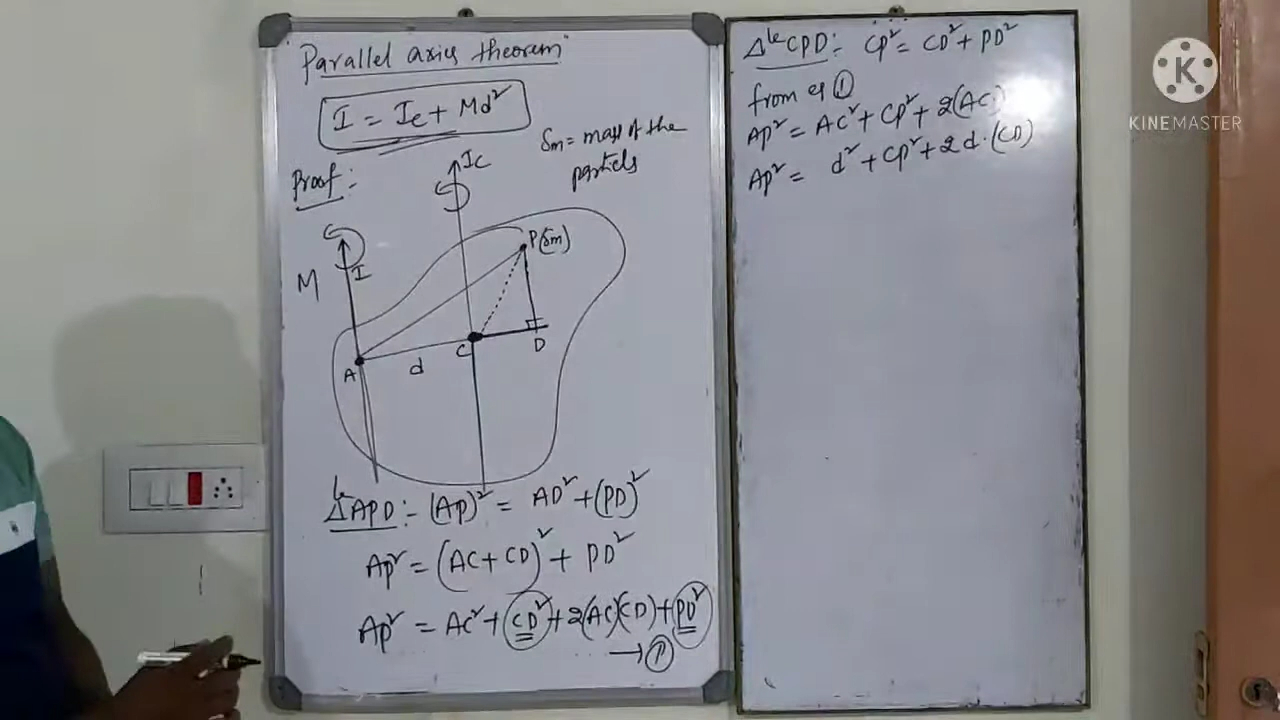 Parallel axis theorem
I = Ic + Md²
δm = mass of the
particle
Proof :-
Ic
M
I
P(δm)
A
d
C
D
Δle APD :- (AP)² = AD² + (PD)²
AP² = (AC + CD)² + PD²
AP² = AC² + CD² + 2(AC)(CD) + PD²
→ ①
Δle CPD :- CP² = CD² + PD²
from eq ①
AP² = AC² + CP² + 2(AC)
AP² = d² + CP² + 2d.(CD)
K
KINEMASTER